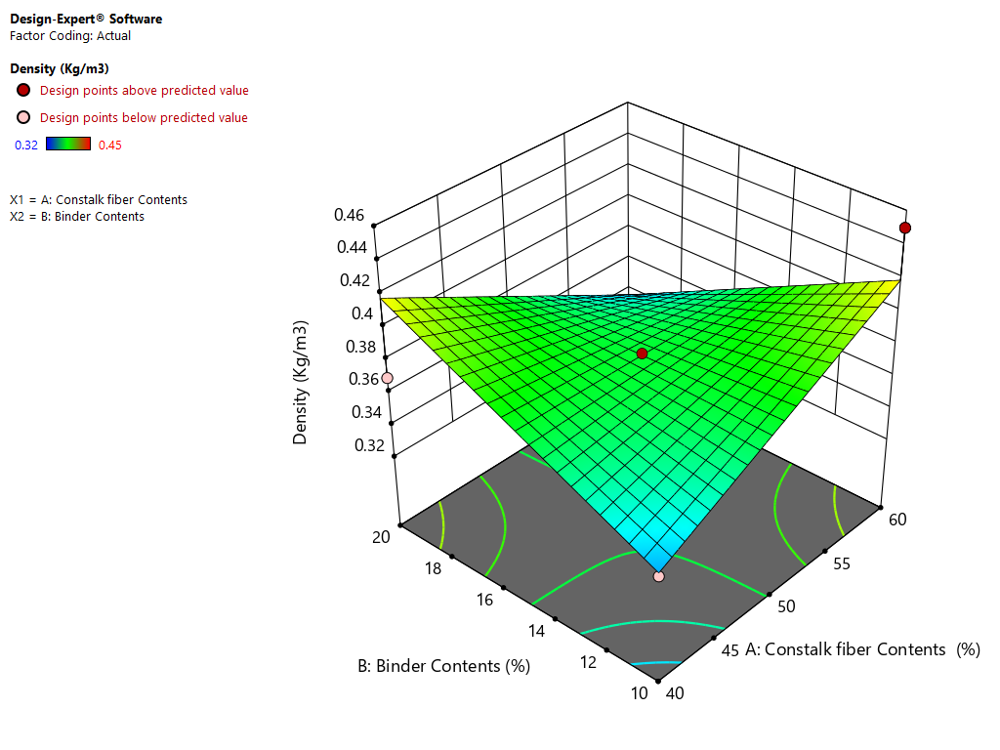 Design-Expert® Software
Factor Coding: Actual
Density (Kg/m3)
Design points above predicted value
Design points below predicted value
0.32 0.45
X1 = A: Constalk fiber Contents
X2 = B: Binder Contents
0.46
0.44
0.42
0.4
0.38
0.36
0.34
0.32
Density (Kg/m3)
20
18
16
14
12
10
B: Binder Contents (%)
40
45
50
55
60
A: Constalk fiber Contents (%)